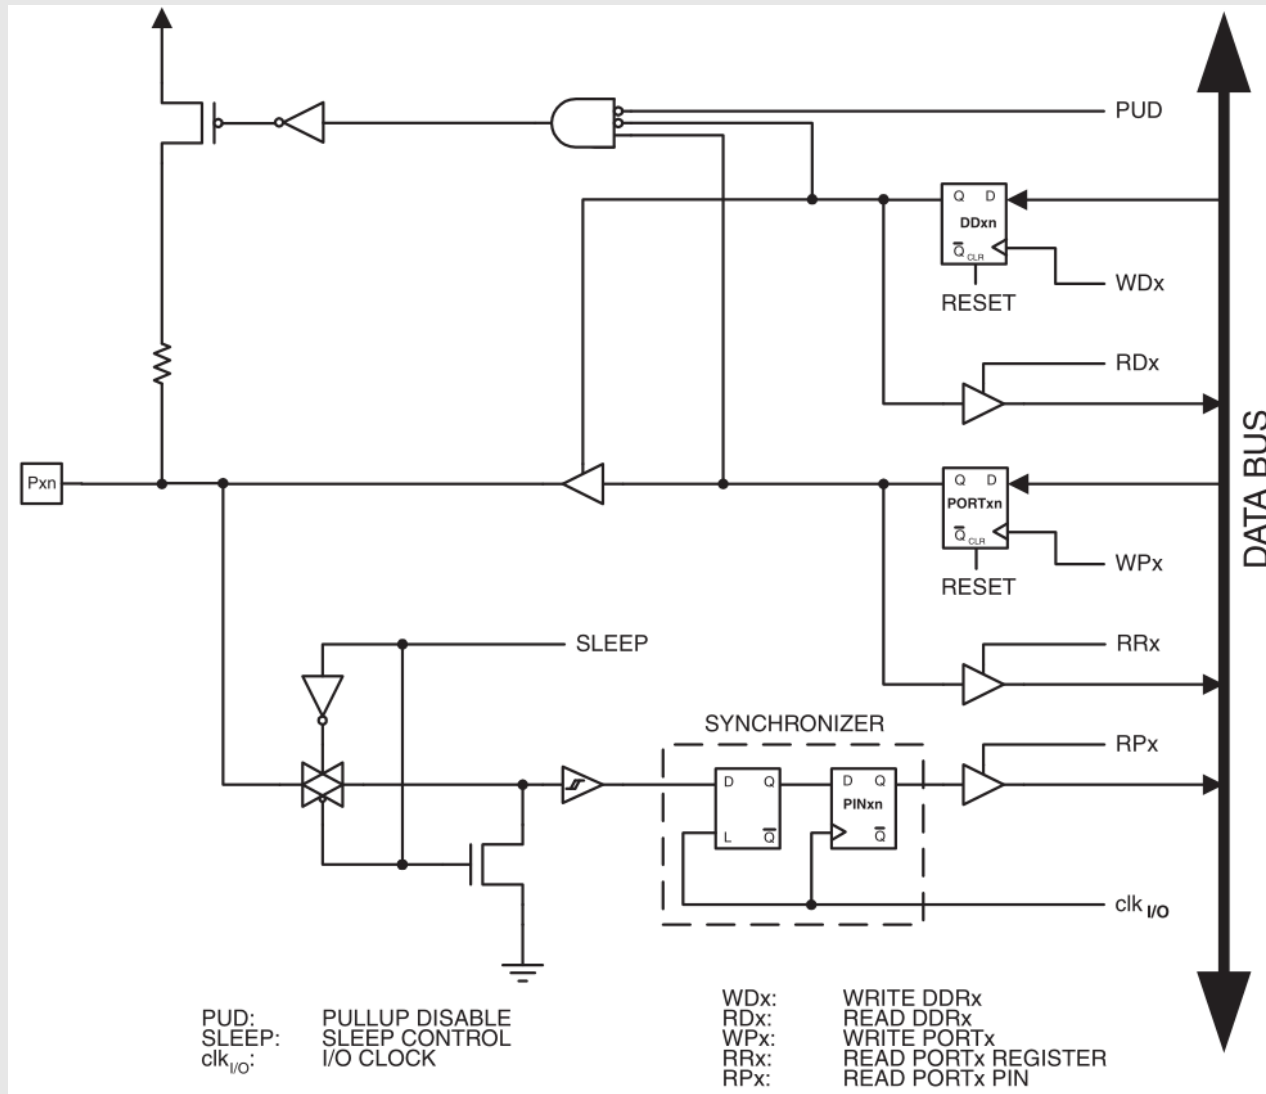 PUD
Q D
DDxn
Q CLR
WDx
RESET
RDx
DATA BUS
Pxn
Q D
PORTxn
Q CLR
WPx
RESET
SLEEP
RRx
SYNCHRONIZER
RPx
D Q
L Q
D Q
PINxn
Q
clk I/O
PUD: PULLUP DISABLE
SLEEP: SLEEP CONTROL
clkI/O: I/O CLOCK
WDx: WRITE DDRx
RDx: READ DDRx
WPx: WRITE PORTx
RRx: READ PORTx REGISTER
RPx: READ PORTx PIN